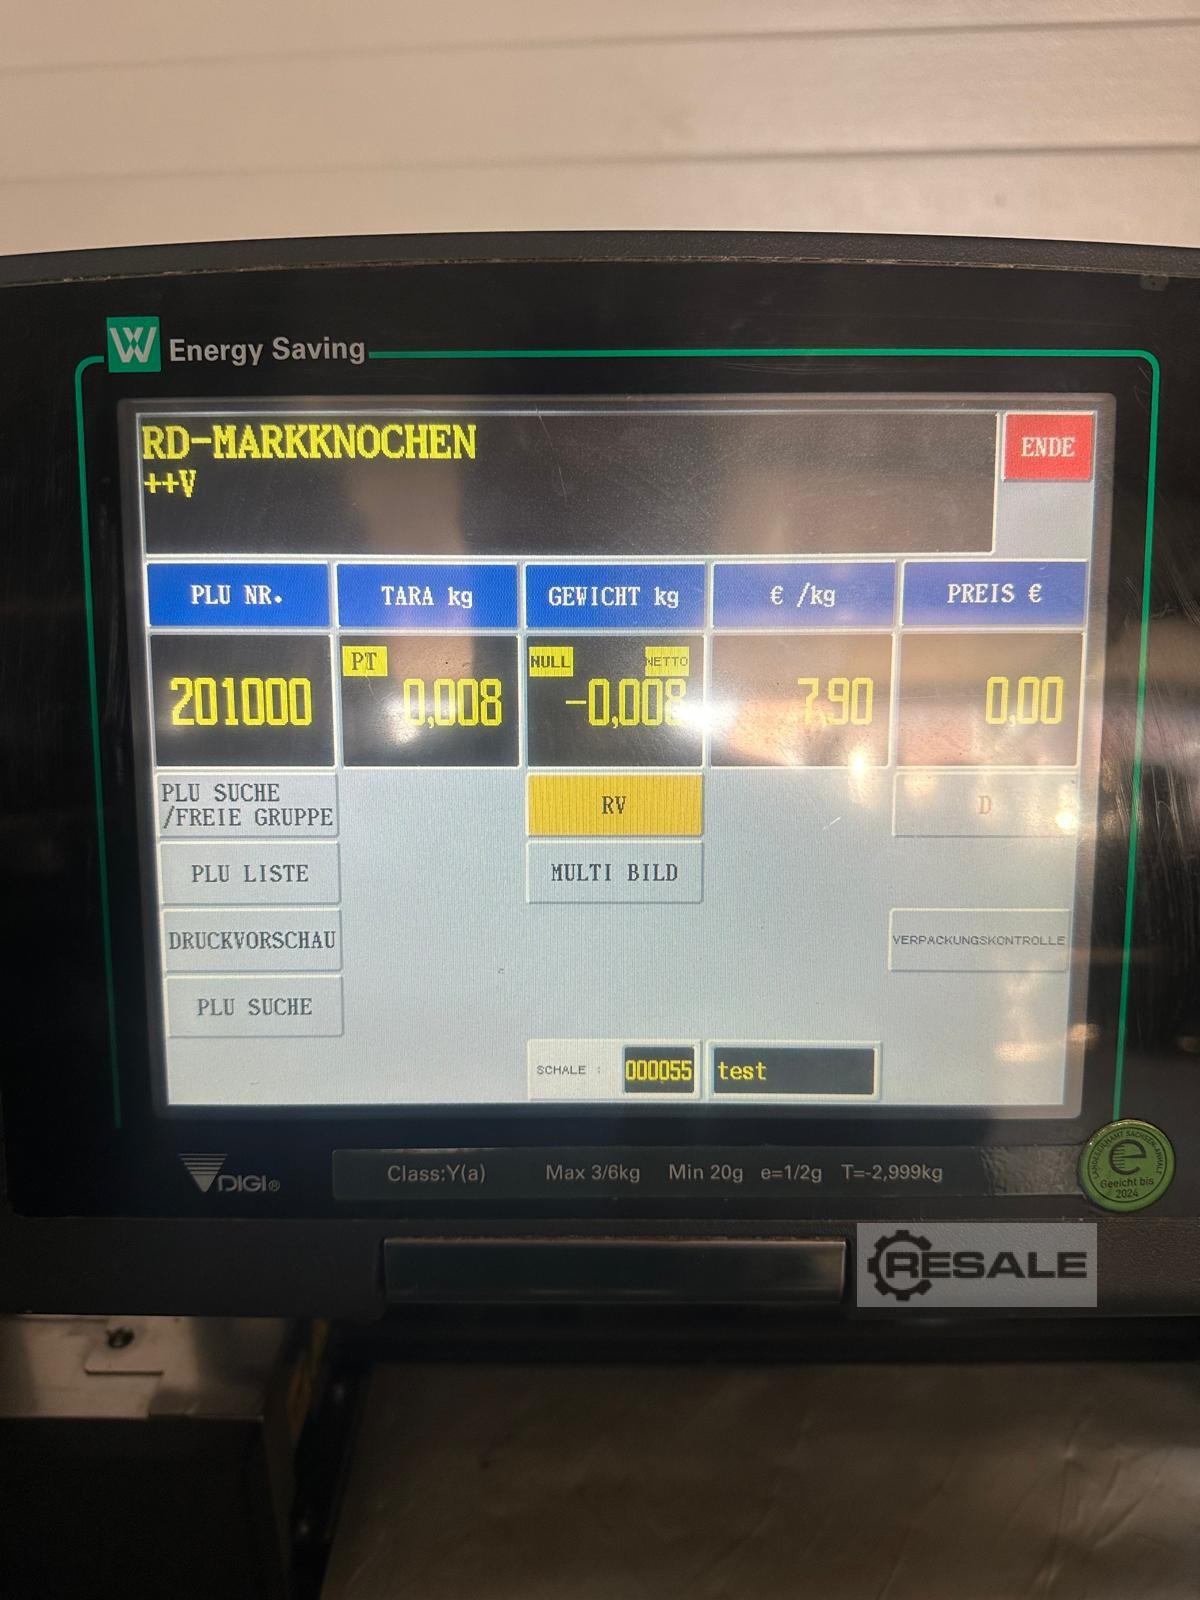 W Energy Saving
RD-MARKKNOCHEN
++V
ENDE
PLU NR.
TARA kg
GEWICHT kg
€ /kg
PREIS €
201000
PT
0,008
NULL
NETTO
-0,008
7,90
0,00
PLU SUCHE
/FREIE GRUPPE
RV
D
PLU LISTE
MULTI BILD
DRUCKVORSCHAU
VERPACKUNGSKONTROLLE
PLU SUCHE
SCHALE :
000055
test
DIGI®
Class:Y(a) Max 3/6kg Min 20g e=1/2g T=-2,999kg
e
Geeicht bis
2024
RESALE